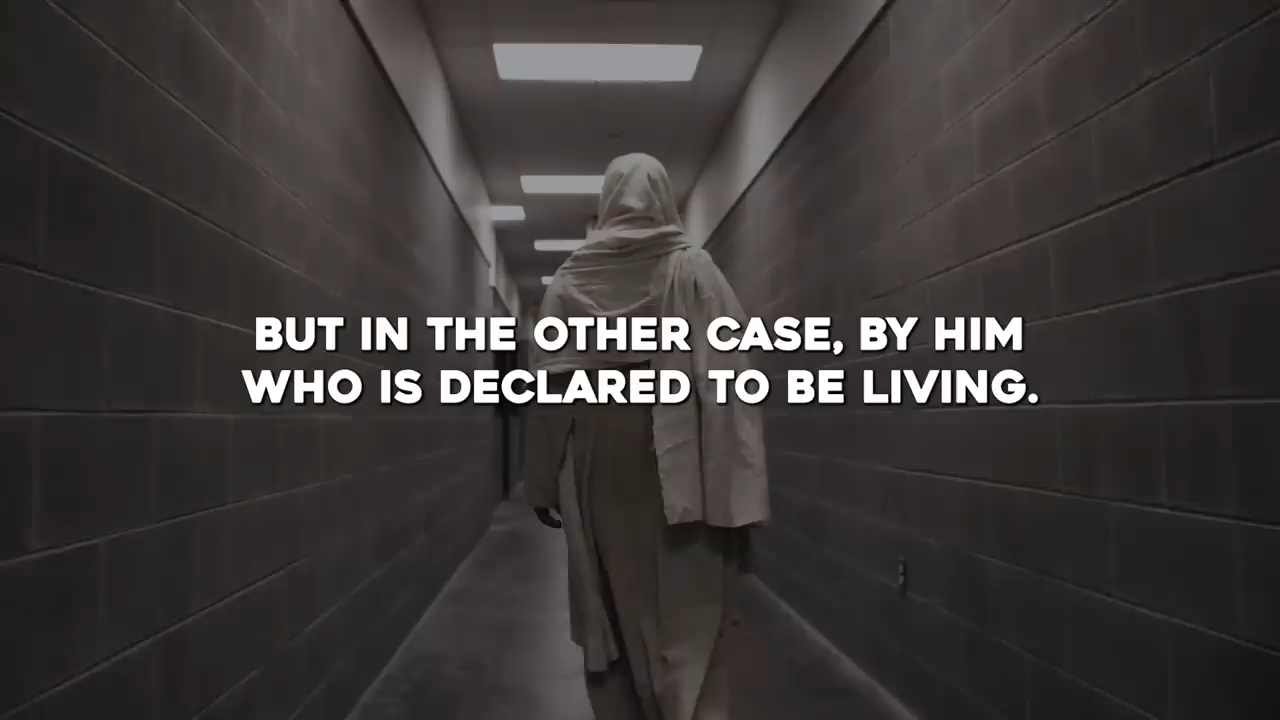 BUT IN THE OTHER CASE, BY HIM
WHO IS DECLARED TO BE LIVING.